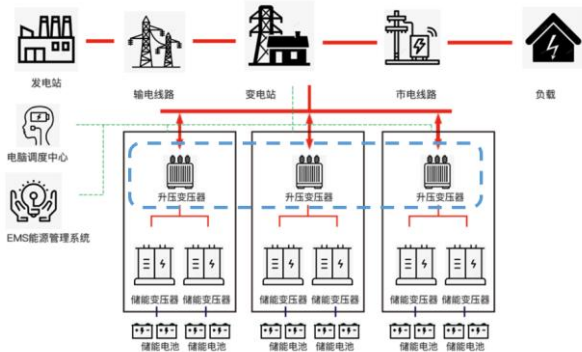 发电站
输电线路
变电站
市电线路
负载
电脑调度中心
EMS能源管理系统
升压变压器
升压变压器
升压变压器
储能变压器 储能变压器
储能变压器 储能变压器
储能变压器 储能变压器
储能电池 储能电池
储能电池 储能电池
储能电池 储能电池